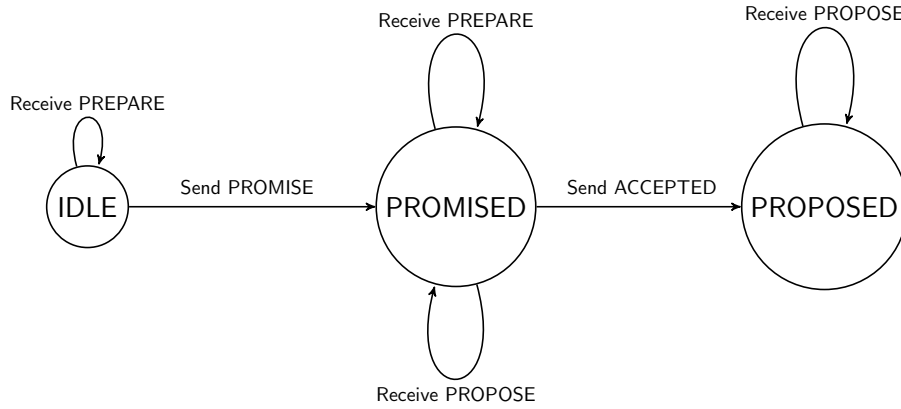 Receive PROPOSE
Receive PREPARE
Receive PREPARE
Send PROMISE
Send ACCEPTED
IDLE
PROMISED
PROPOSED
Receive PROPOSE